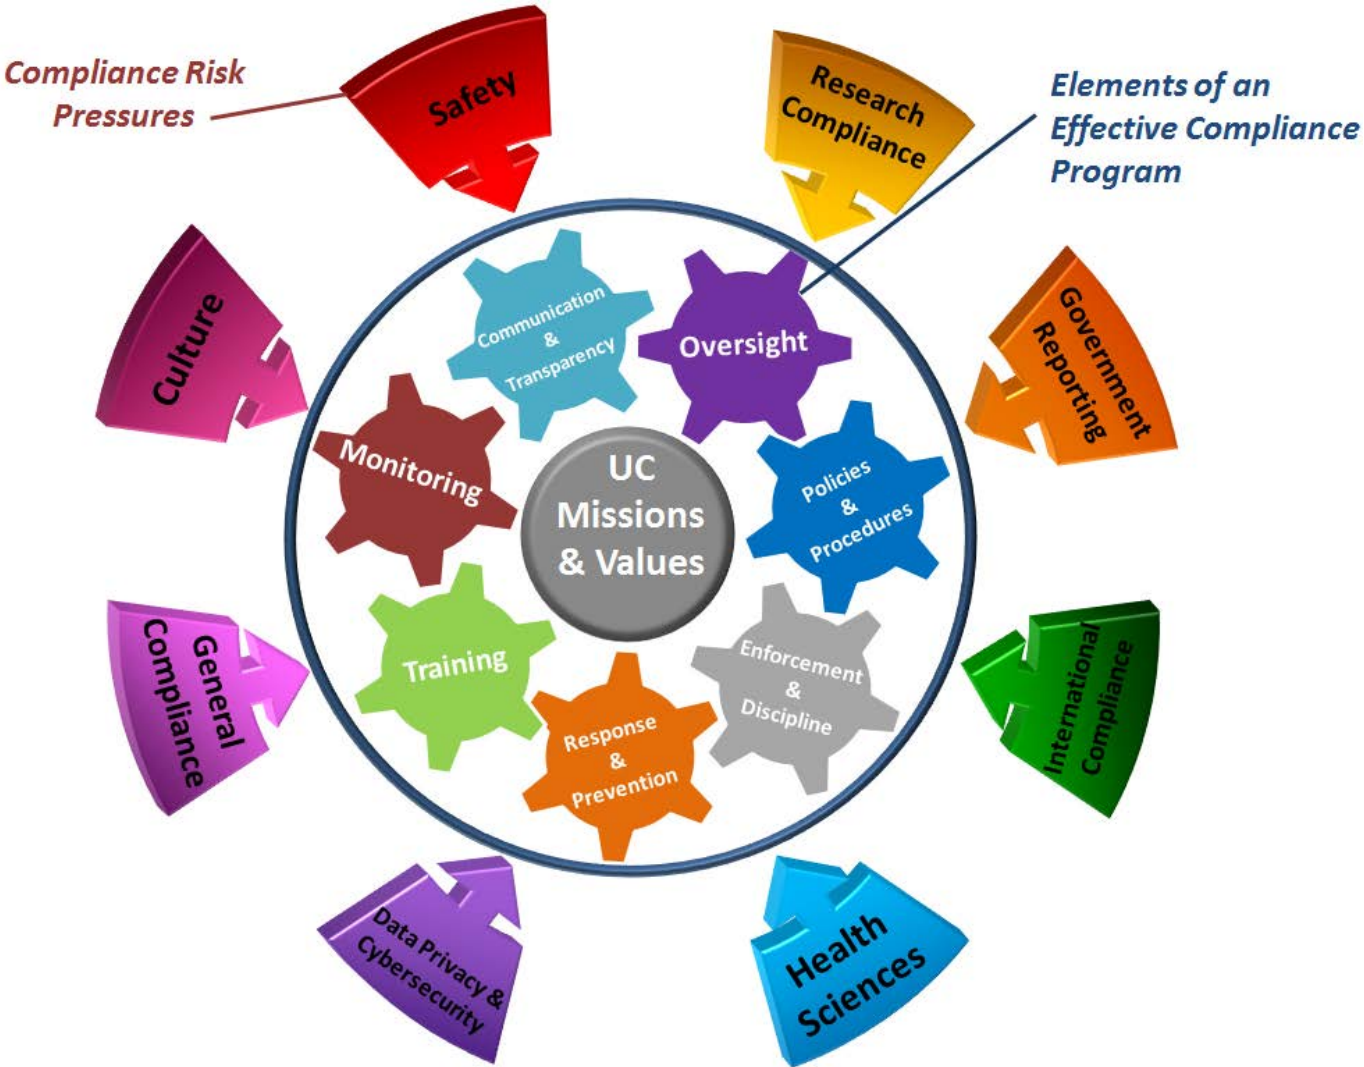 Compliance Risk
Pressures
Safety
Research
Compliance
Elements of an
Effective Compliance
Program
Culture
Government
Reporting
Communication
&
Transparency
Oversight
Monitoring
UC
Missions
& Values
Policies
&
Procedures
Training
Response
&
Prevention
Enforcement
&
Discipline
General
Compliance
International
Compliance
Data Privacy &
Cybersecurity
Health
Sciences